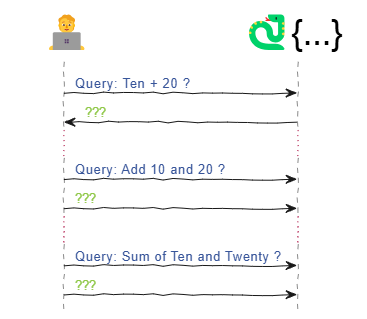 {...}
Query: Ten + 20 ?
???
Query: Add 10 and 20 ?
???
Query: Sum of Ten and Twenty ?
???